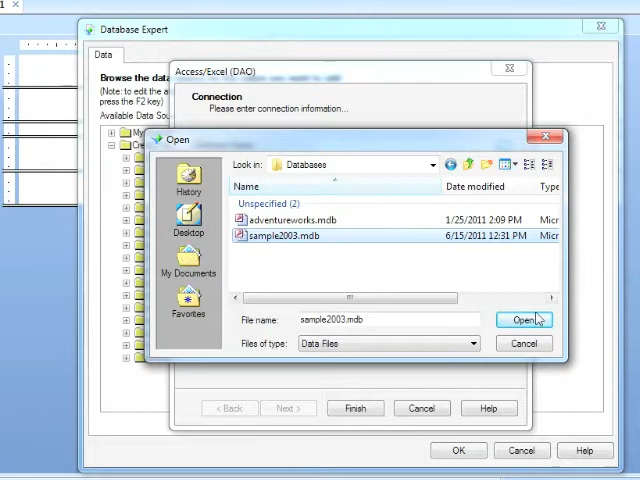 1
Database Expert
Data
Browse the data
(Note: to edit the a
press the F2 key)
Available Data Sou
My
Cre
Access/Excel (DAO)
Connection
Please enter connection information...
Open
Look in: Databases
Name Date modified Type
Unspecified (2)
adventureworks.mdb 1/25/2011 2:09 PM Micr
sample2003.mdb 6/15/2011 12:31 PM Micr
History
Desktop
My Documents
Favorites
File name: sample2003.mdb Open
Files of type: Data Files Cancel
< Back Next > Finish Cancel Help
OK Cancel Help